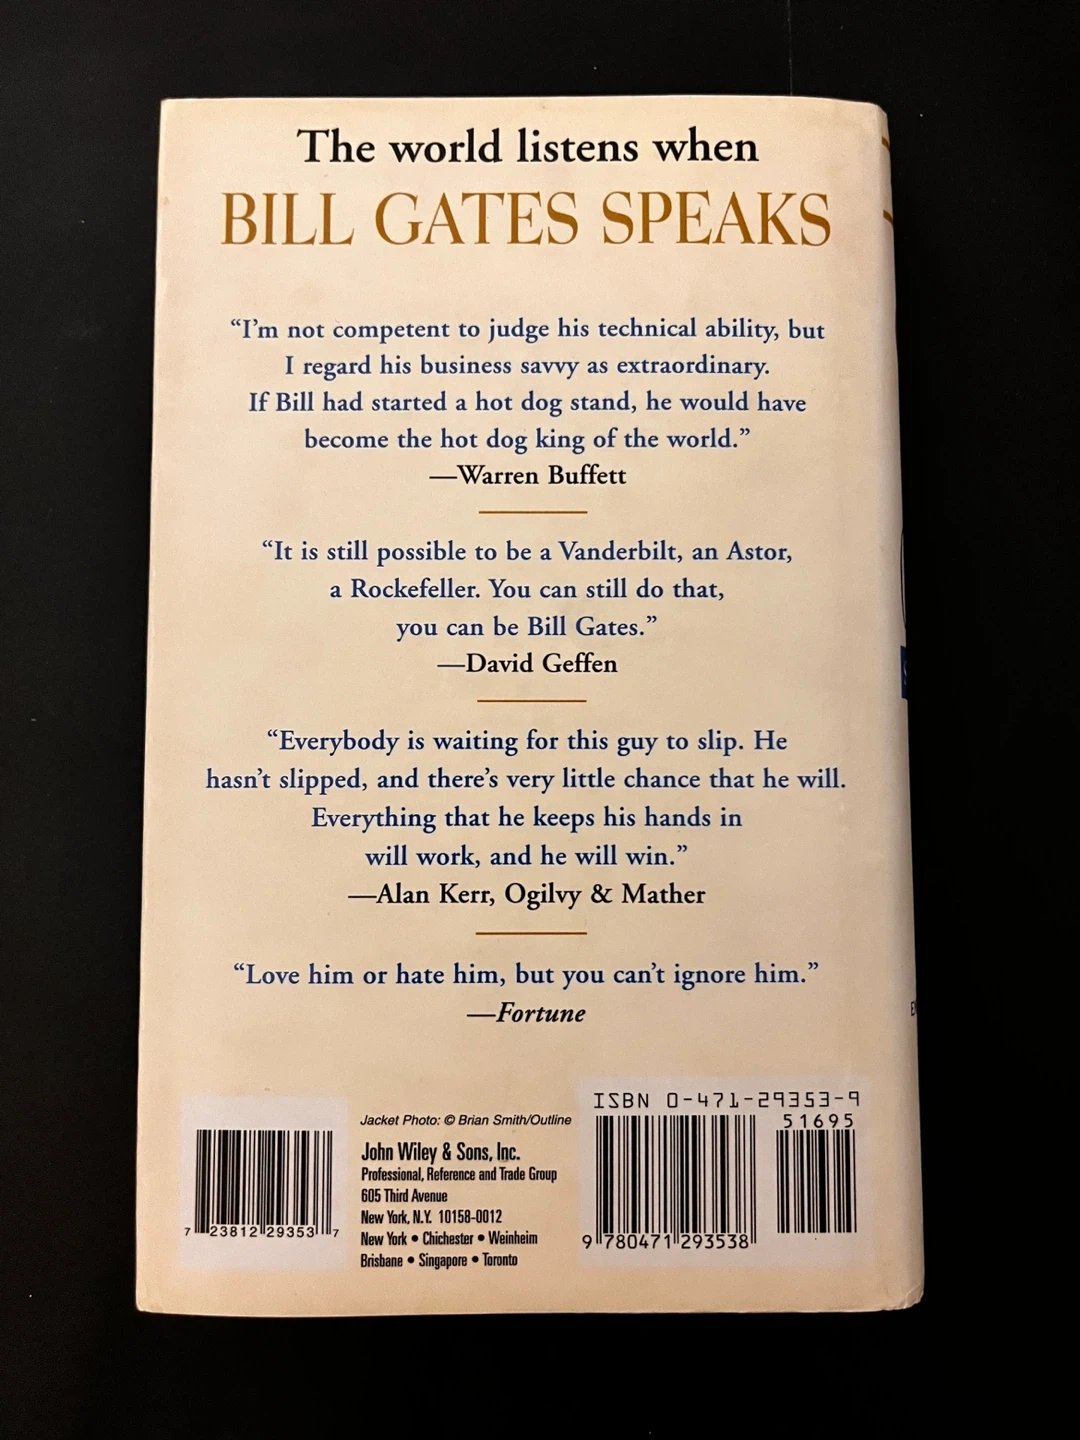 The world listens when
BILL GATES SPEAKS
“I’m not competent to judge his technical ability, but
I regard his business savvy as extraordinary.
If Bill had started a hot dog stand, he would have
become the hot dog king of the world.”
—Warren Buffett
“It is still possible to be a Vanderbilt, an Astor,
a Rockefeller. You can still do that,
you can be Bill Gates.”
—David Geffen
“Everybody is waiting for this guy to slip. He
hasn’t slipped, and there’s very little chance that he will.
Everything that he keeps his hands in
will work, and he will win.”
—Alan Kerr, Ogilvy & Mather
“Love him or hate him, but you can’t ignore him.”
—Fortune
7 23812 29353 7
Jacket Photo: © Brian Smith/Outline
John Wiley & Sons, Inc.
Professional, Reference and Trade Group
605 Third Avenue
New York, N.Y. 10158-0012
New York • Chichester • Weinheim
Brisbane • Singapore • Toronto
ISBN 0-471-29353-9
51695
9 780471 293538